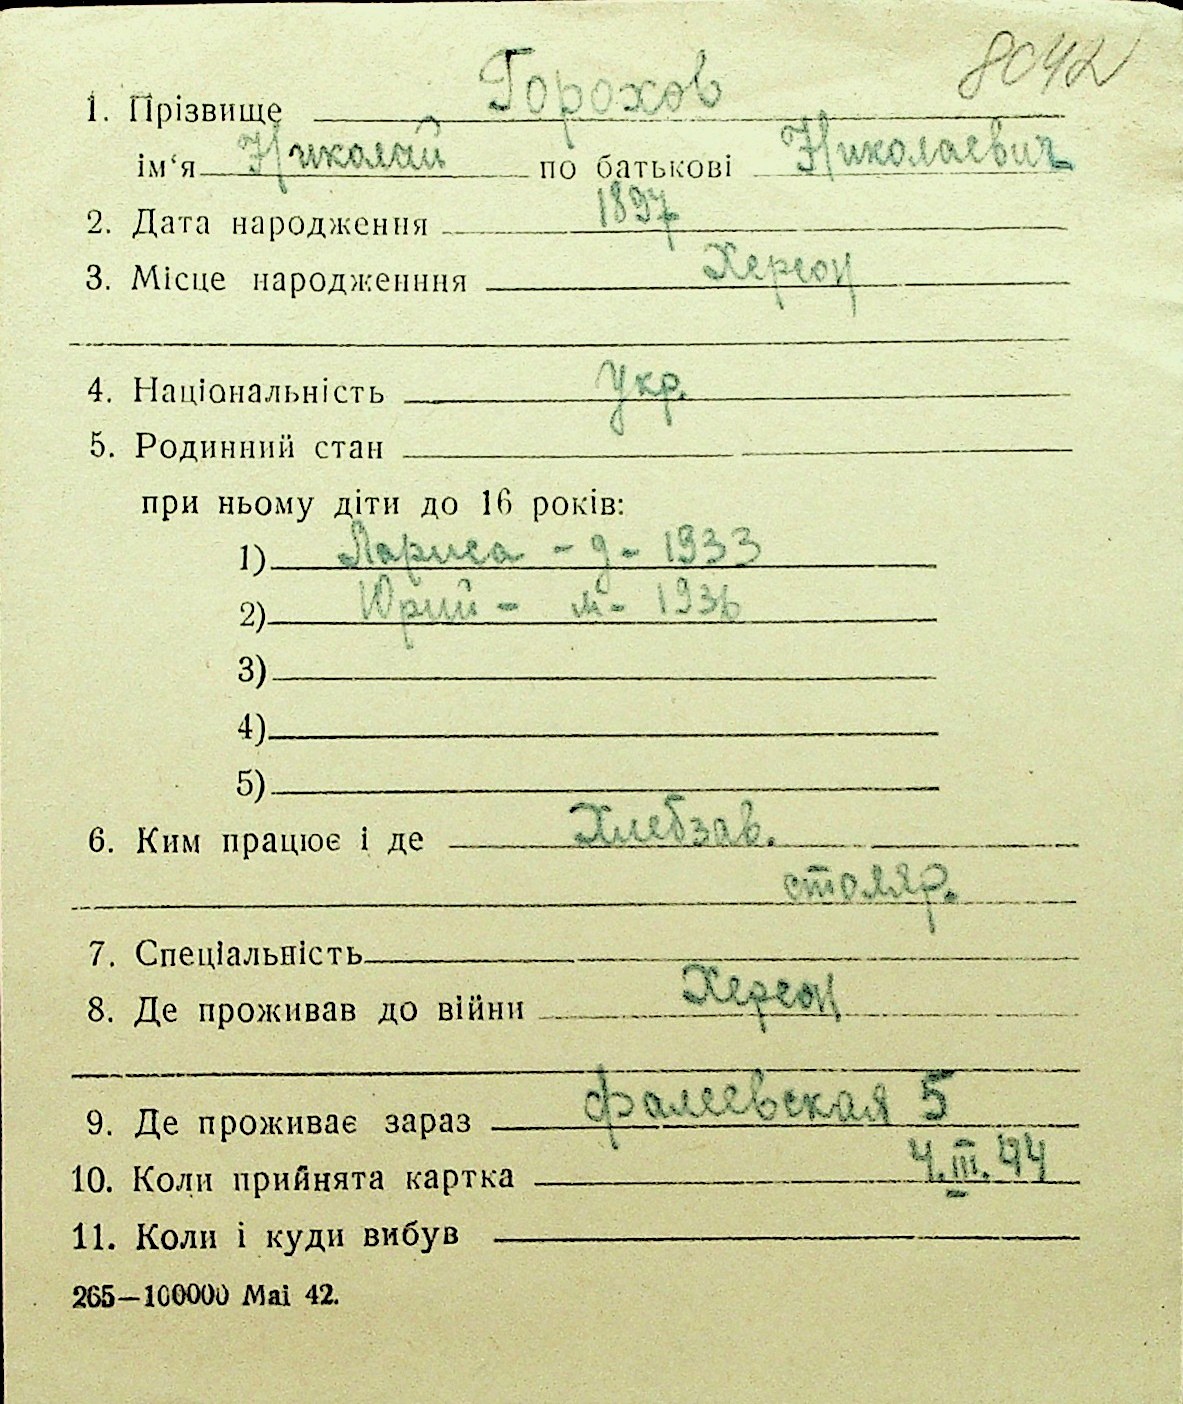 8042
1. Прізвище Горохов
ім‘я Николай по батькові Николаевич
2. Дата народження 1897
3. Місце народженння Херсон
4. Національність Укр.
5. Родинний стан
при ньому діти до 16 років:
1) Лариса - д - 1933
2) Юрий - м - 1936
3)
4)
5)
6. Ким працює і де Хлебзав.
столяр.
7. Спеціальність
8. Де проживав до війни Херсон
9. Де проживає зараз Фалеевская 5
10. Коли прийнята картка 4.III.44
11. Коли і куди вибув
265—100000 Mai 42.